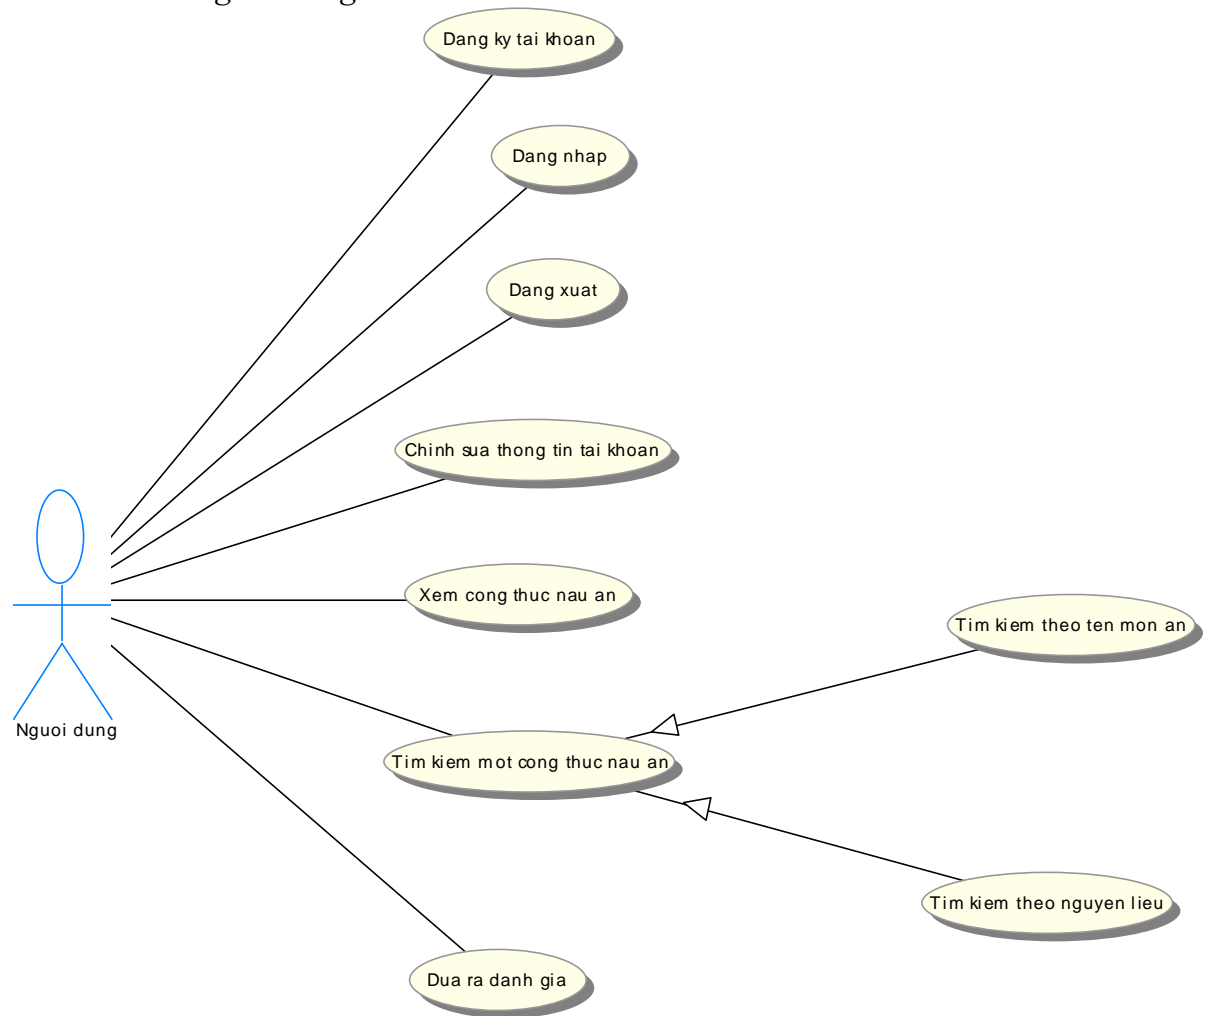 Dang ky tai khoan
Dang nhap
Dang xuat
Chinh sua thong tin tai khoan
Xem cong thuc nau an
Tim kiem theo ten mon an
Nguoi dung
Tim kiem mot cong thuc nau an
Tim kiem theo nguyen lieu
Dua ra danh gia